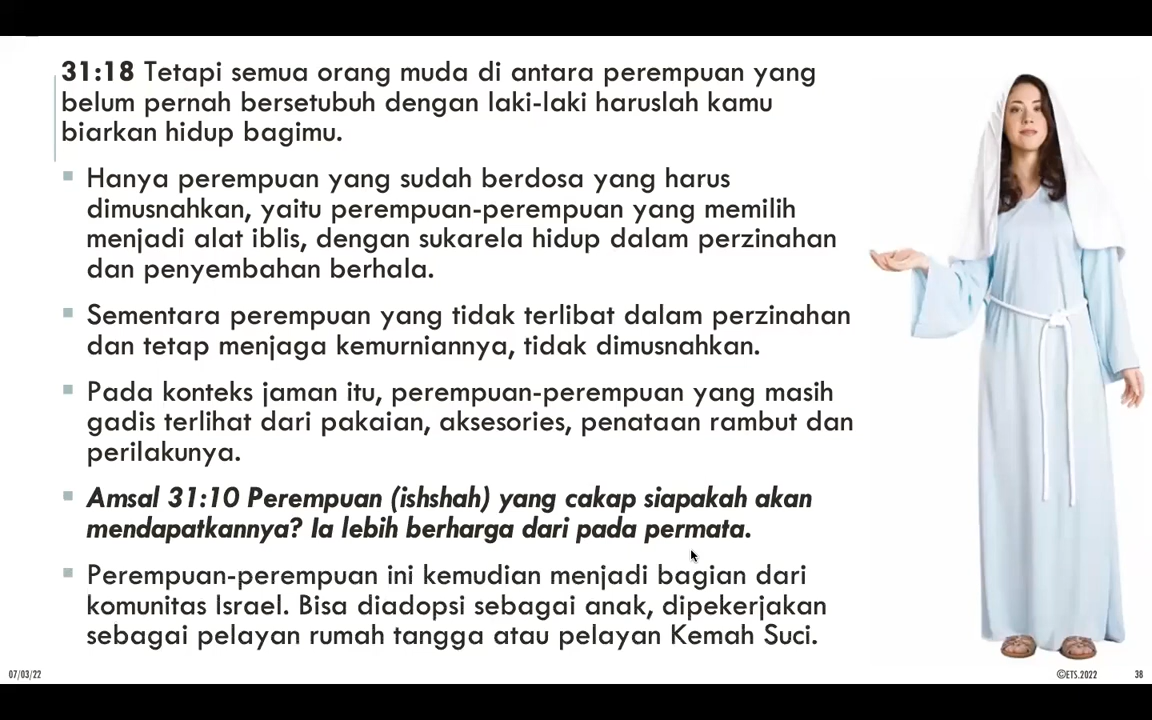 31:18 Tetapi semua orang muda di antara perempuan yang
belum pernah bersetubuh dengan laki-laki haruslah kamu
biarkan hidup bagimu.
Hanya perempuan yang sudah berdosa yang harus
dimusnahkan, yaitu perempuan-perempuan yang memilih
menjadi alat iblis, dengan sukarela hidup dalam perzinahan
dan penyembahan berhala.
Sementara perempuan yang tidak terlibat dalam perzinahan
dan tetap menjaga kemurniannya, tidak dimusnahkan.
Pada konteks jaman itu, perempuan-perempuan yang masih
gadis terlihat dari pakaian, aksesories, penataan rambut dan
perilakunya.
Amsal 31:10 Perempuan (ishshah) yang cakap siapakah akan
mendapatkannya? Ia lebih berharga dari pada permata.
Perempuan-perempuan ini kemudian menjadi bagian dari
komunitas Israel. Bisa diadopsi sebagai anak, dipekerjakan
sebagai pelayan rumah tangga atau pelayan Kemah Suci.
07/03/22
©ETS.2022
38